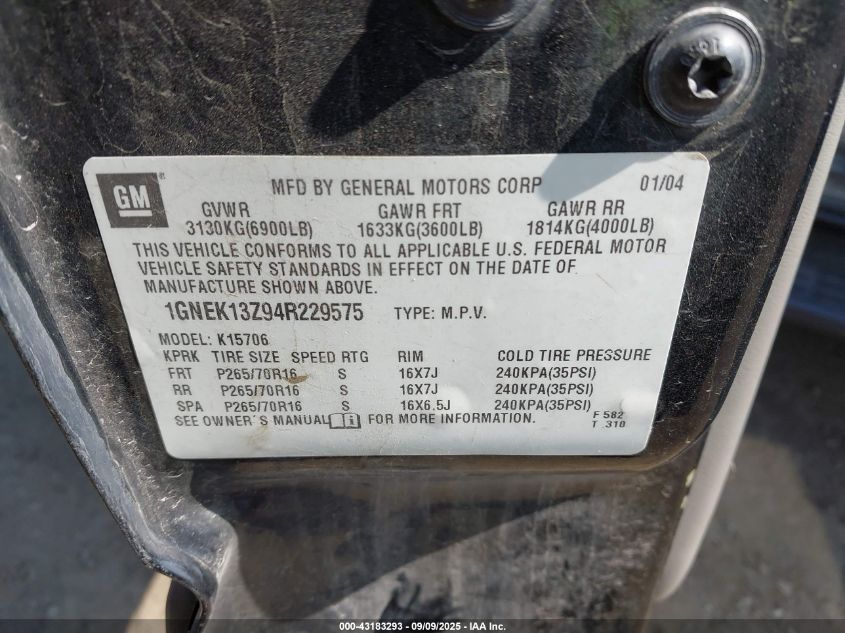 GM
MFD BY GENERAL MOTORS CORP 01/04
GVWR GAWR FRT GAWR RR
3130KG(6900LB) 1633KG(3600LB) 1814KG(4000LB)
THIS VEHICLE CONFORMS TO ALL APPLICABLE U.S. FEDERAL MOTOR
VEHICLE SAFETY STANDARDS IN EFFECT ON THE DATE OF
MANUFACTURE SHOWN ABOVE.
1GNEK13Z94R229575 TYPE: M.P.V.
MODEL: K15706
KPRK TIRE SIZE SPEED RTG RIM COLD TIRE PRESSURE
FRT P265/70R16 S 16X7J 240KPA(35PSI)
RR P265/70R16 S 16X7J 240KPA(35PSI)
SPA P265/70R16 S 16X6.5J 240KPA(35PSI)
SEE OWNER'S MANUAL FOR MORE INFORMATION.
F 582
T 310
000-43183293 - 09/09/2025 - IAA Inc.